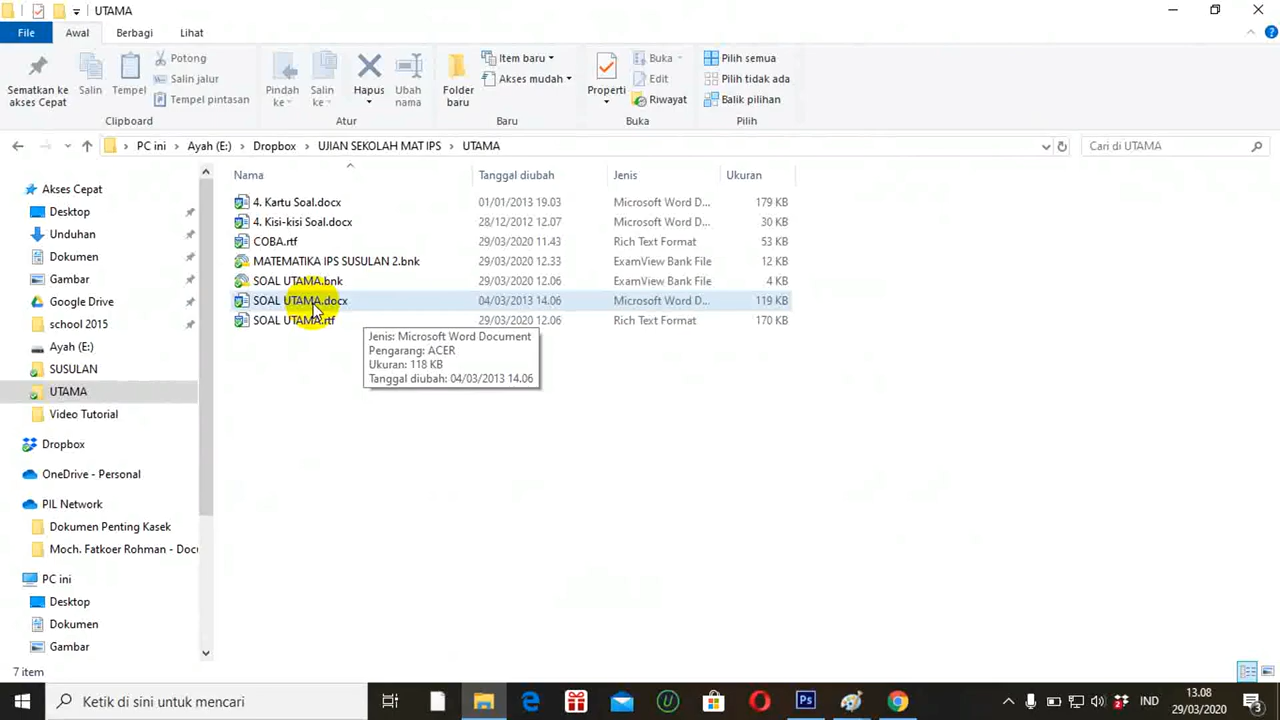 UTAMA
File Awal Berbagi Lihat
Sematkan ke akses Cepat
Salin
Tempel
Potong
Salin jalur
Tempel pintasan
Clipboard
Pindah ke
Salin ke
Hapus
Ubah nama
Atur
Folder baru
Item baru
Akses mudah
Baru
Properti
Buka
Edit
Riwayat
Buka
Pilih semua
Pilih tidak ada
Balik pilihan
Pilih
PC ini > Ayah (E:) > Dropbox > UJIAN SEKOLAH MAT IPS > UTAMA
Cari di UTAMA
Nama Tanggal diubah Jenis Ukuran
4. Kartu Soal.docx 01/01/2013 19.03 Microsoft Word D... 179 KB
4. Kisi-kisi Soal.docx 28/12/2012 12.07 Microsoft Word D... 30 KB
COBA.rtf 29/03/2020 11.43 Rich Text Format 53 KB
MATEMATIKA IPS SUSULAN 2.bnk 29/03/2020 12.33 ExamView Bank File 12 KB
SOAL UTAMA.bnk 29/03/2020 12.06 ExamView Bank File 4 KB
SOAL UTAMA.docx 04/03/2013 14.06 Microsoft Word D... 119 KB
SOAL UTAMA.rtf 29/03/2020 12.06 Rich Text Format 170 KB
Jenis: Microsoft Word Document
Pengarang: ACER
Ukuran: 118 KB
Tanggal diubah: 04/03/2013 14.06
Akses Cepat
Desktop
Unduhan
Dokumen
Gambar
Google Drive
school 2015
Ayah (E:)
SUSULAN
UTAMA
Video Tutorial
Dropbox
OneDrive - Personal
PIL Network
Dokumen Penting Kasek
Moch. Fatkoer Rohman - Docu
PC ini
Desktop
Dokumen
Gambar
7 item
Ketik di sini untuk mencari
Ps
IND
13.08
29/03/2020
3